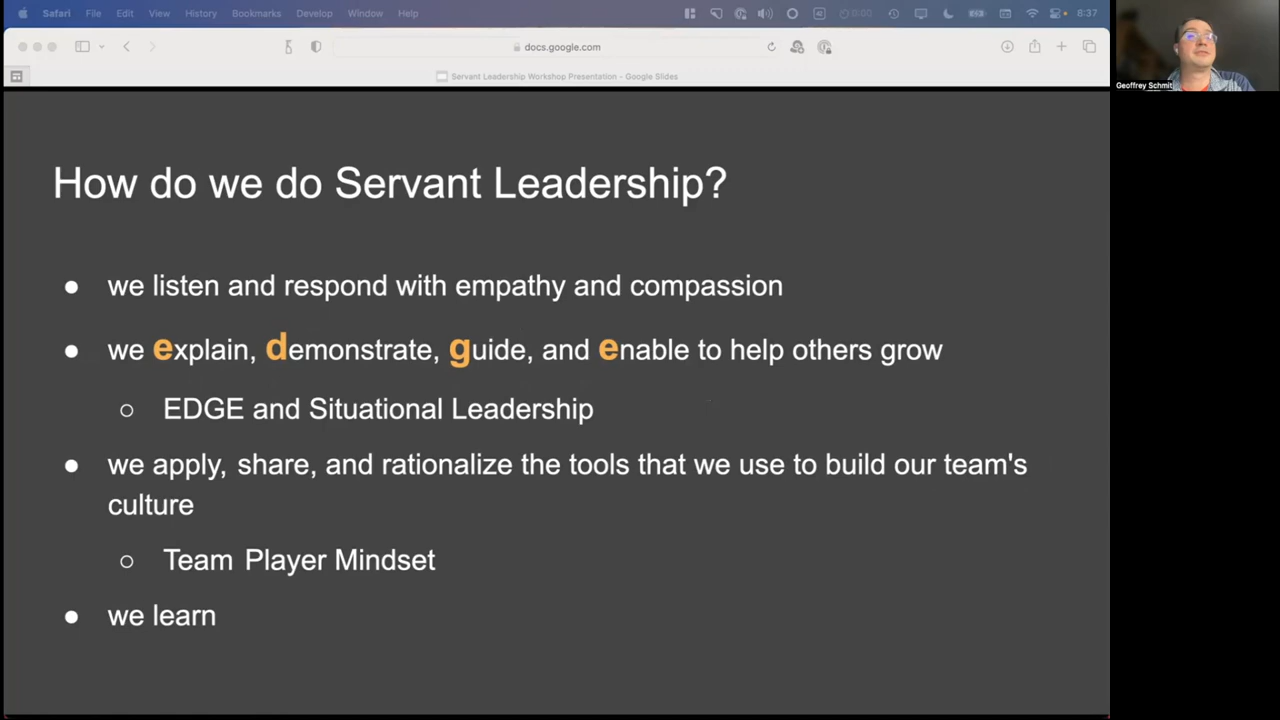 Safari File Edit View History Bookmarks Develop Window Help 8:37
docs.google.com
Servant Leadership Workshop Presentation - Google Slides
Geoffrey Schmit
How do we do Servant Leadership?
● we listen and respond with empathy and compassion
● we explain, demonstrate, guide, and enable to help others grow
○ EDGE and Situational Leadership
● we apply, share, and rationalize the tools that we use to build our team's
culture
○ Team Player Mindset
● we learn